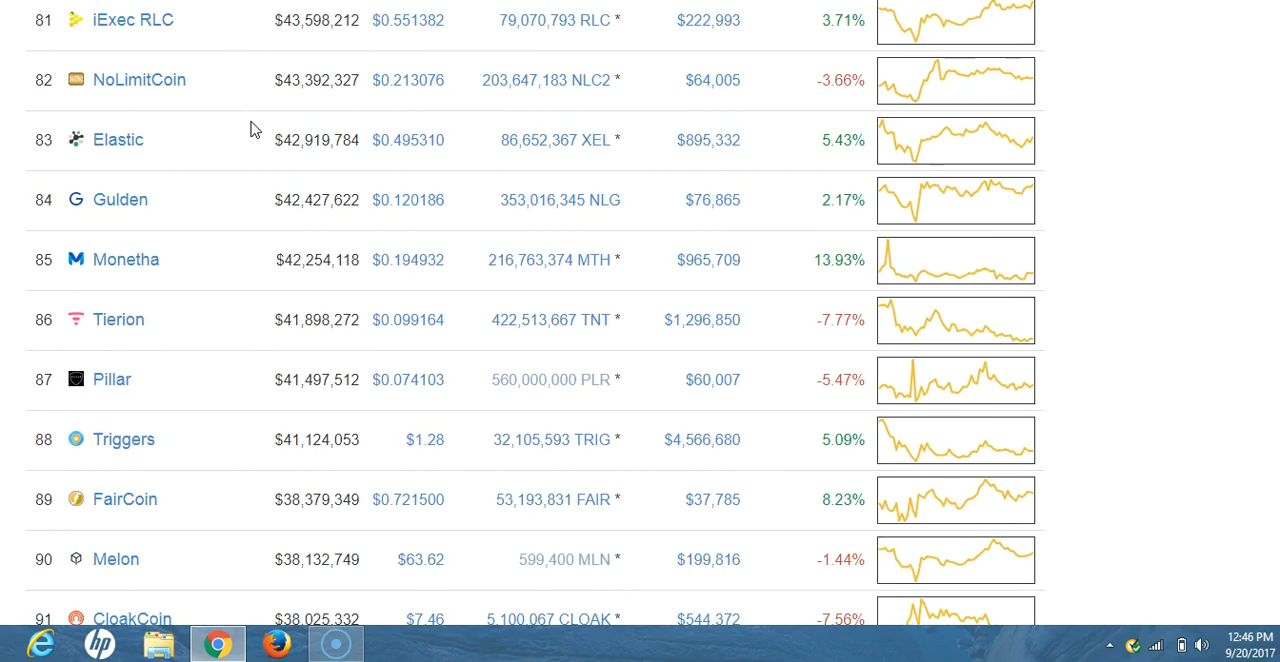 81 iExec RLC $43,598,212 $0.551382 79,070,793 RLC * $222,993 3.71%
82 NoLimitCoin $43,392,327 $0.213076 203,647,183 NLC2 * $64,005 -3.66%
83 Elastic $42,919,784 $0.495310 86,652,367 XEL * $895,332 5.43%
84 Gulden $42,427,622 $0.120186 353,016,345 NLG $76,865 2.17%
85 Monetha $42,254,118 $0.194932 216,763,374 MTH * $965,709 13.93%
86 Tierion $41,898,272 $0.099164 422,513,667 TNT * $1,296,850 -7.77%
87 Pillar $41,497,512 $0.074103 560,000,000 PLR * $60,007 -5.47%
88 Triggers $41,124,053 $1.28 32,105,593 TRIG * $4,566,680 5.09%
89 FairCoin $38,379,349 $0.721500 53,193,831 FAIR * $37,785 8.23%
90 Melon $38,132,749 $63.62 599,400 MLN * $199,816 -1.44%
91 CloakCoin $38,025,332 $7.46 5,100,067 CLOAK * $544,372 -7.56%
12:46 PM
9/20/2017